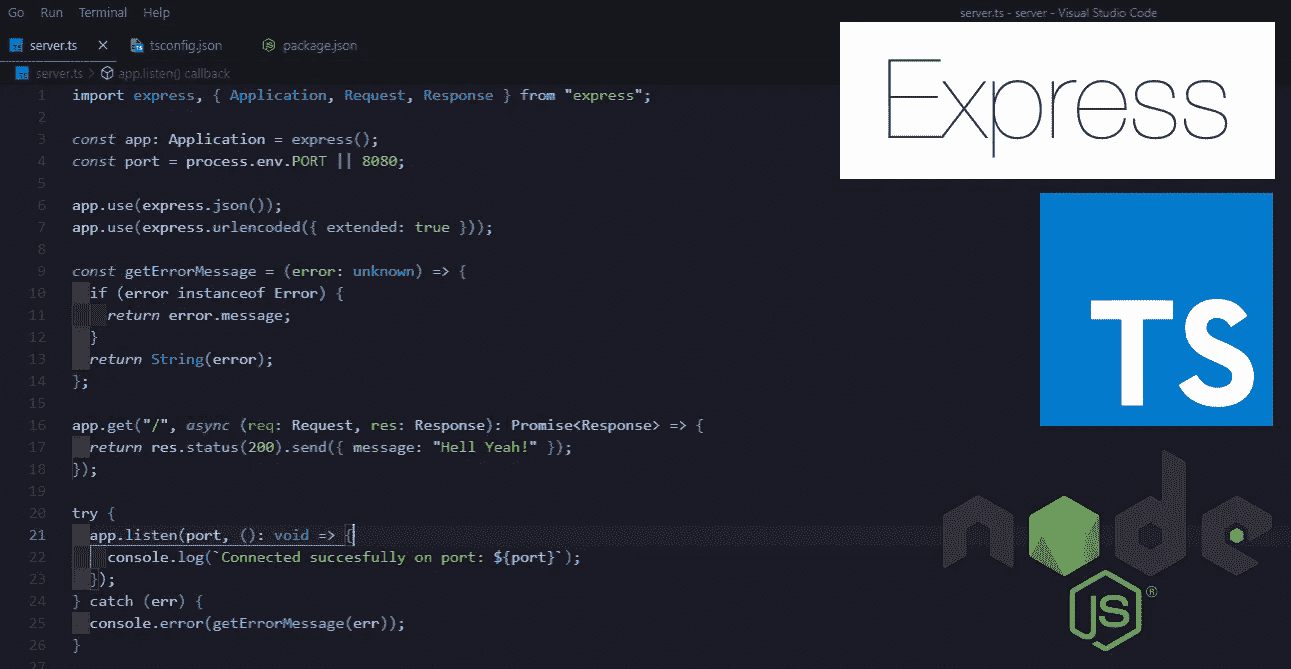 Go Run Terminal Help
server.ts - server - Visual Studio Code
server.ts tsconfig.json package.json
server.ts > app.listen() callback
1 import express, { Application, Request, Response } from "express";
2
3 const app: Application = express();
4 const port = process.env.PORT || 8080;
5
6 app.use(express.json());
7 app.use(express.urlencoded({ extended: true }));
8
9 const getErrorMessage = (error: unknown) => {
10 if (error instanceof Error) {
11 return error.message;
12 }
13 return String(error);
14 };
15
16 app.get("/", async (req: Request, res: Response): Promise<Response> => {
17 return res.status(200).send({ message: "Hell Yeah!" });
18 });
19
20 try {
21 app.listen(port, (): void => {
22 console.log(`Connected succesfully on port: ${port}`);
23 });
24 } catch (err) {
25 console.error(getErrorMessage(err));
26 }
27
Express
TS
node
JS®